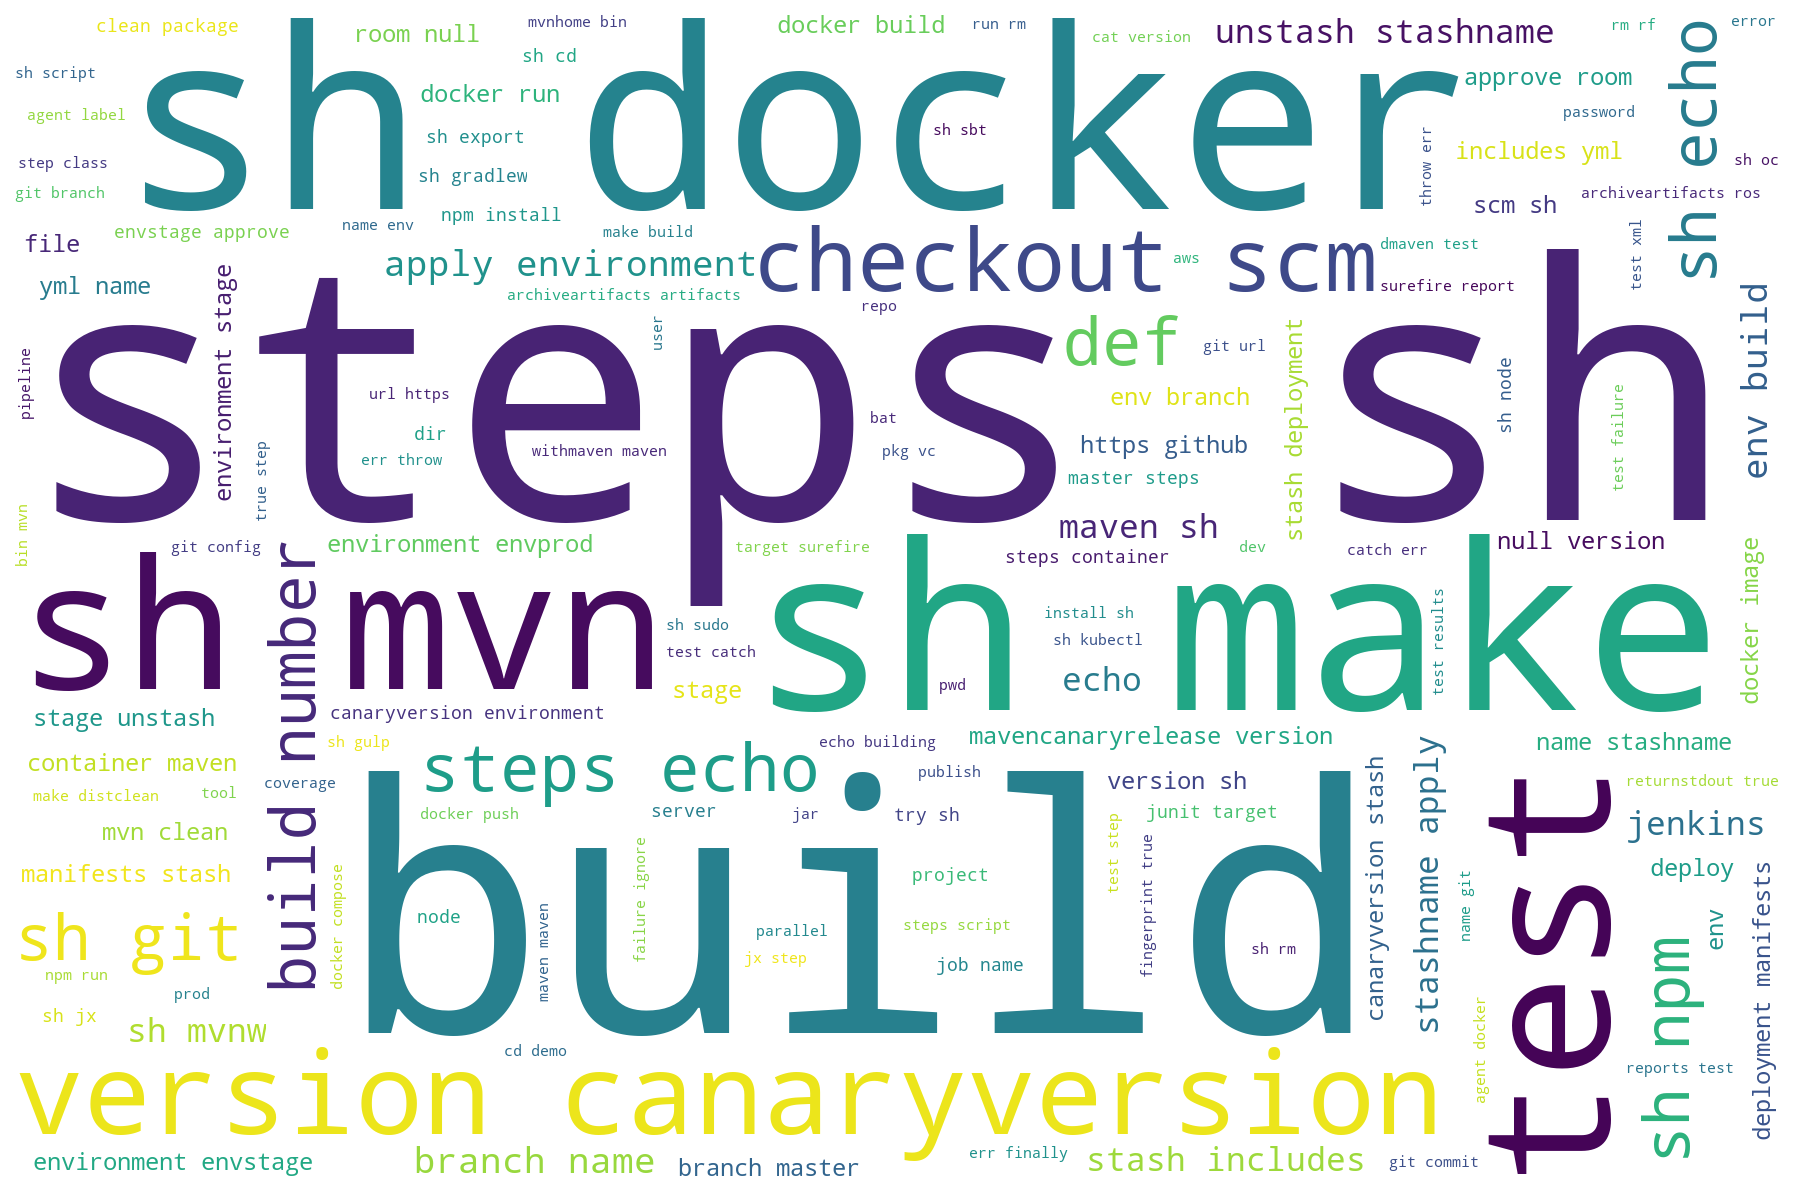 clean package
room null
mvnhome bin
docker build
run rm
cat version
unstash stashname
rm rf
error
sh script
sh cd
sh docker
sh echo
agent label
docker run
approve room
password
step class
sh export
sh sbt
throw err
includes yml
sh oc
git branch
sh gradlew
archiveartifacts ros
npm install
scm sh
file
envstage approve
name env
make build
checkout scm
dmaven test
test xml
yml name
environment stage
apply environment
aws
surefire report
archiveartifacts artifacts
repo
steps sh
user
def
git url
stash deployment
env build
pipeline
url https
env branch
sh node
test failure
dir
bat
true step
err throw
withmaven maven
pkg vc
https github
master steps
bin mvn
git config
environment envprod
target surefire
maven sh
steps container
dev
catch err
null version
sh mvn
build number
sh make
docker image
install sh
sh sudo
sh kubectl
test results
test catch
stage
pwd
echo
stage unstash
canaryversion environment
sh gulp
steps echo
echo building
mavencanaryrelease version
name stashname
container maven
coverage
publish
version sh
canaryversion stash
stashname apply
test
returnstdout true
make distclean
tool
docker push
server
jar
try sh
junit target
jenkins
mvn clean
build
manifests stash
docker compose
failure ignore
project
test step
fingerprint true
deploy
deployment manifests
sh git
node
maven maven
parallel
steps script
name git
env
npm run
jx step
job name
sh rm
sh npm
prod
sh jx
sh mvnw
cd demo
agent docker
reports test
version canaryversion
environment envstage
branch name
branch master
err finally
stash includes
git commit